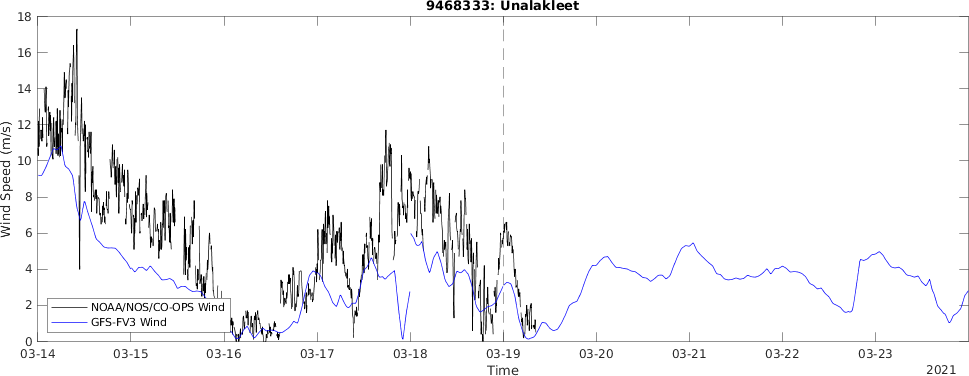 9468333: Unalakleet
18
16
14
12
10
8
6
4
2
0
Wind Speed (m/s)
NOAA/NOS/CO-OPS Wind
GFS-FV3 Wind
03-14 03-15 03-16 03-17 03-18 03-19 03-20 03-21 03-22 03-23
Time
2021